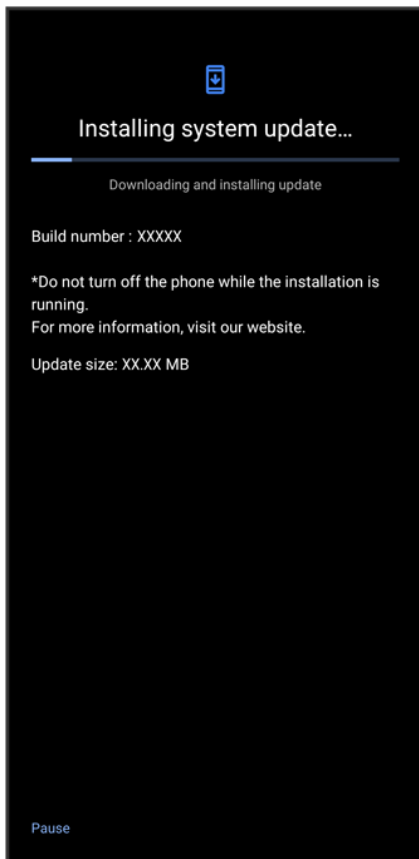 Installing system update…
Downloading and installing update
Build number : XXXXX
*Do not turn off the phone while the installation is
running.
For more information, visit our website.
Update size: XX.XX MB
Pause